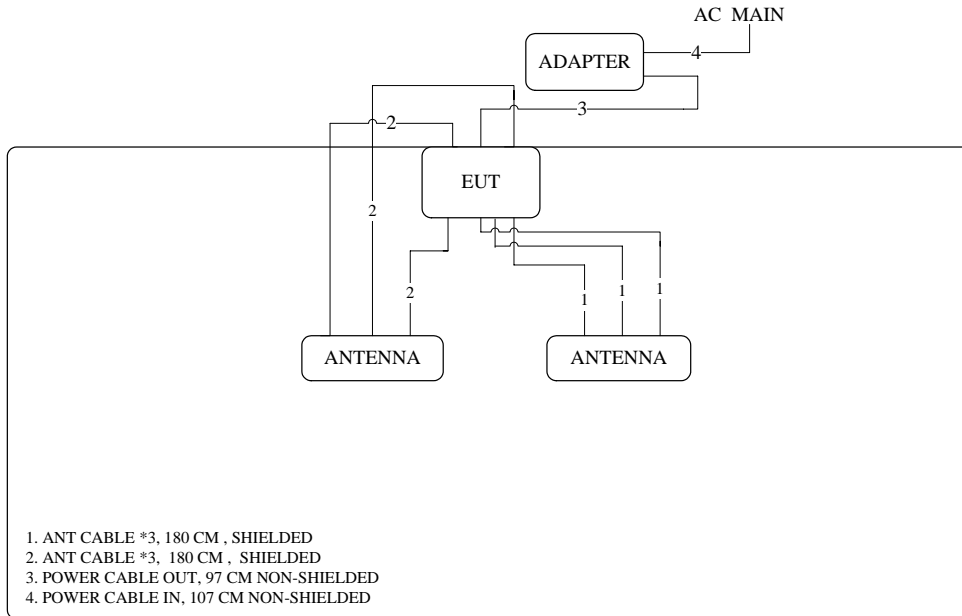 AC MAIN
ADAPTER
4
3
2
EUT
2
2
1
1
1
ANTENNA
ANTENNA
1. ANT CABLE *3, 180 CM , SHIELDED
2. ANT CABLE *3, 180 CM , SHIELDED
3. POWER CABLE OUT, 97 CM NON-SHIELDED
4. POWER CABLE IN, 107 CM NON-SHIELDED